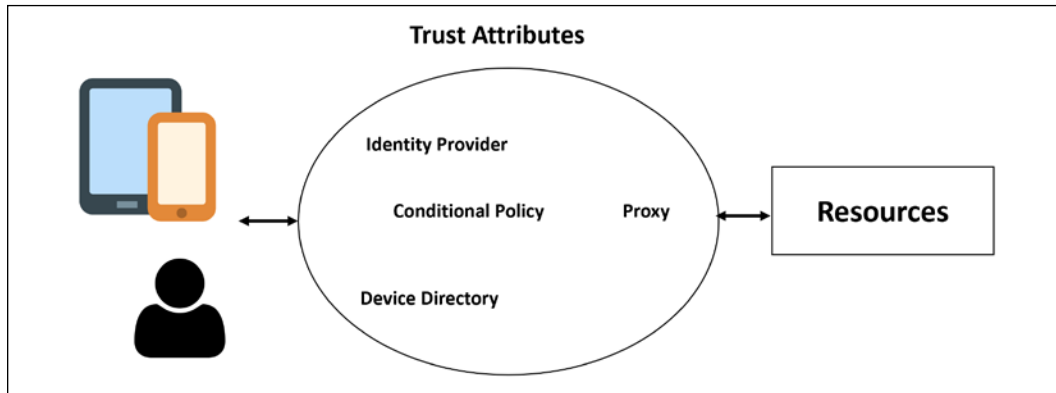 Trust Attributes
Identity Provider
Conditional Policy
Proxy
Resources
Device Directory